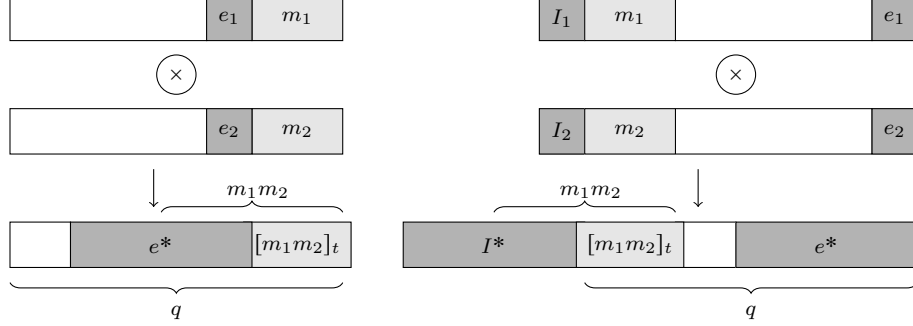 e₁ m₁ I₁ m₁ e₁
× ×
e₂ m₂ I₂ m₂ e₂
m₁m₂ m₁m₂
e* [m₁m₂]ₜ I* [m₁m₂]ₜ e*
q q